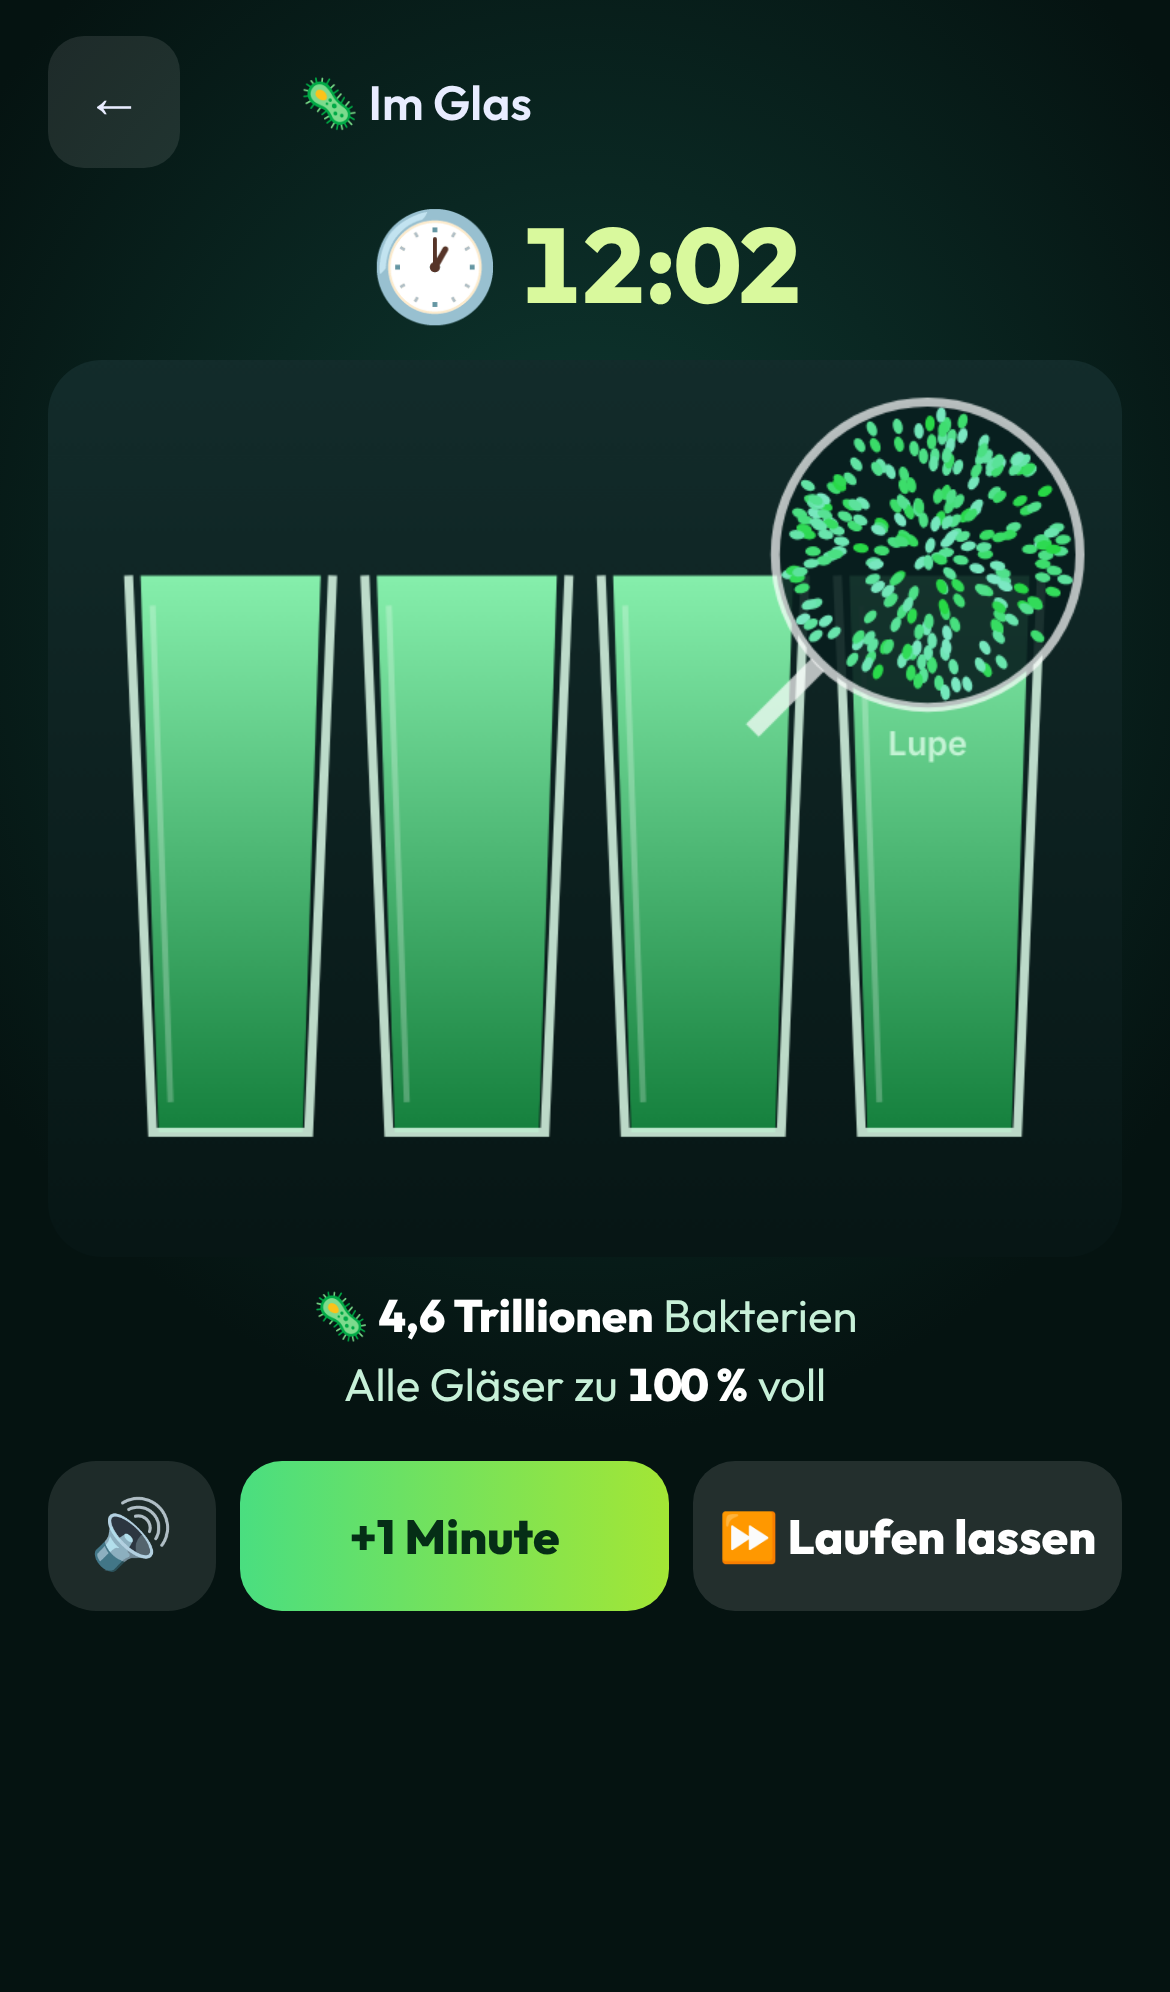 ←
🦠 Im Glas
🕐 12:02
Lupe
🦠 4,6 Trillionen Bakterien
Alle Gläser zu 100 % voll
🔊
+1 Minute
⏩ Laufen lassen